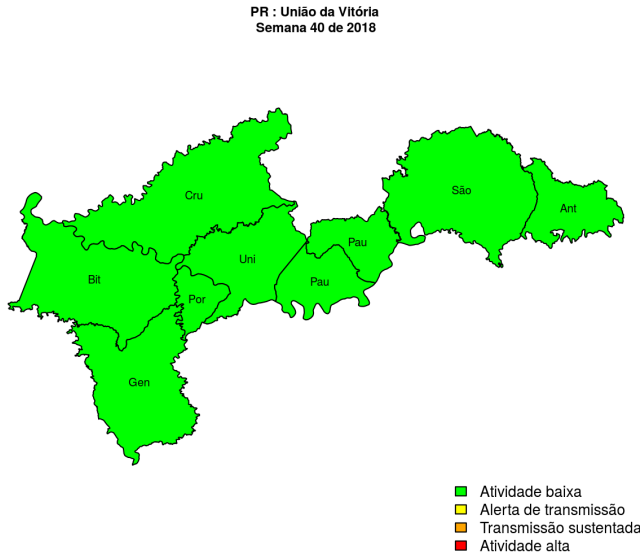 PR : União da Vitória
Semana 40 de 2018
Cru
São
Ant
Pau
Uni
Bit
Pau
Por
Gen
Atividade baixa
Alerta de transmissão
Transmissão sustentada
Atividade alta